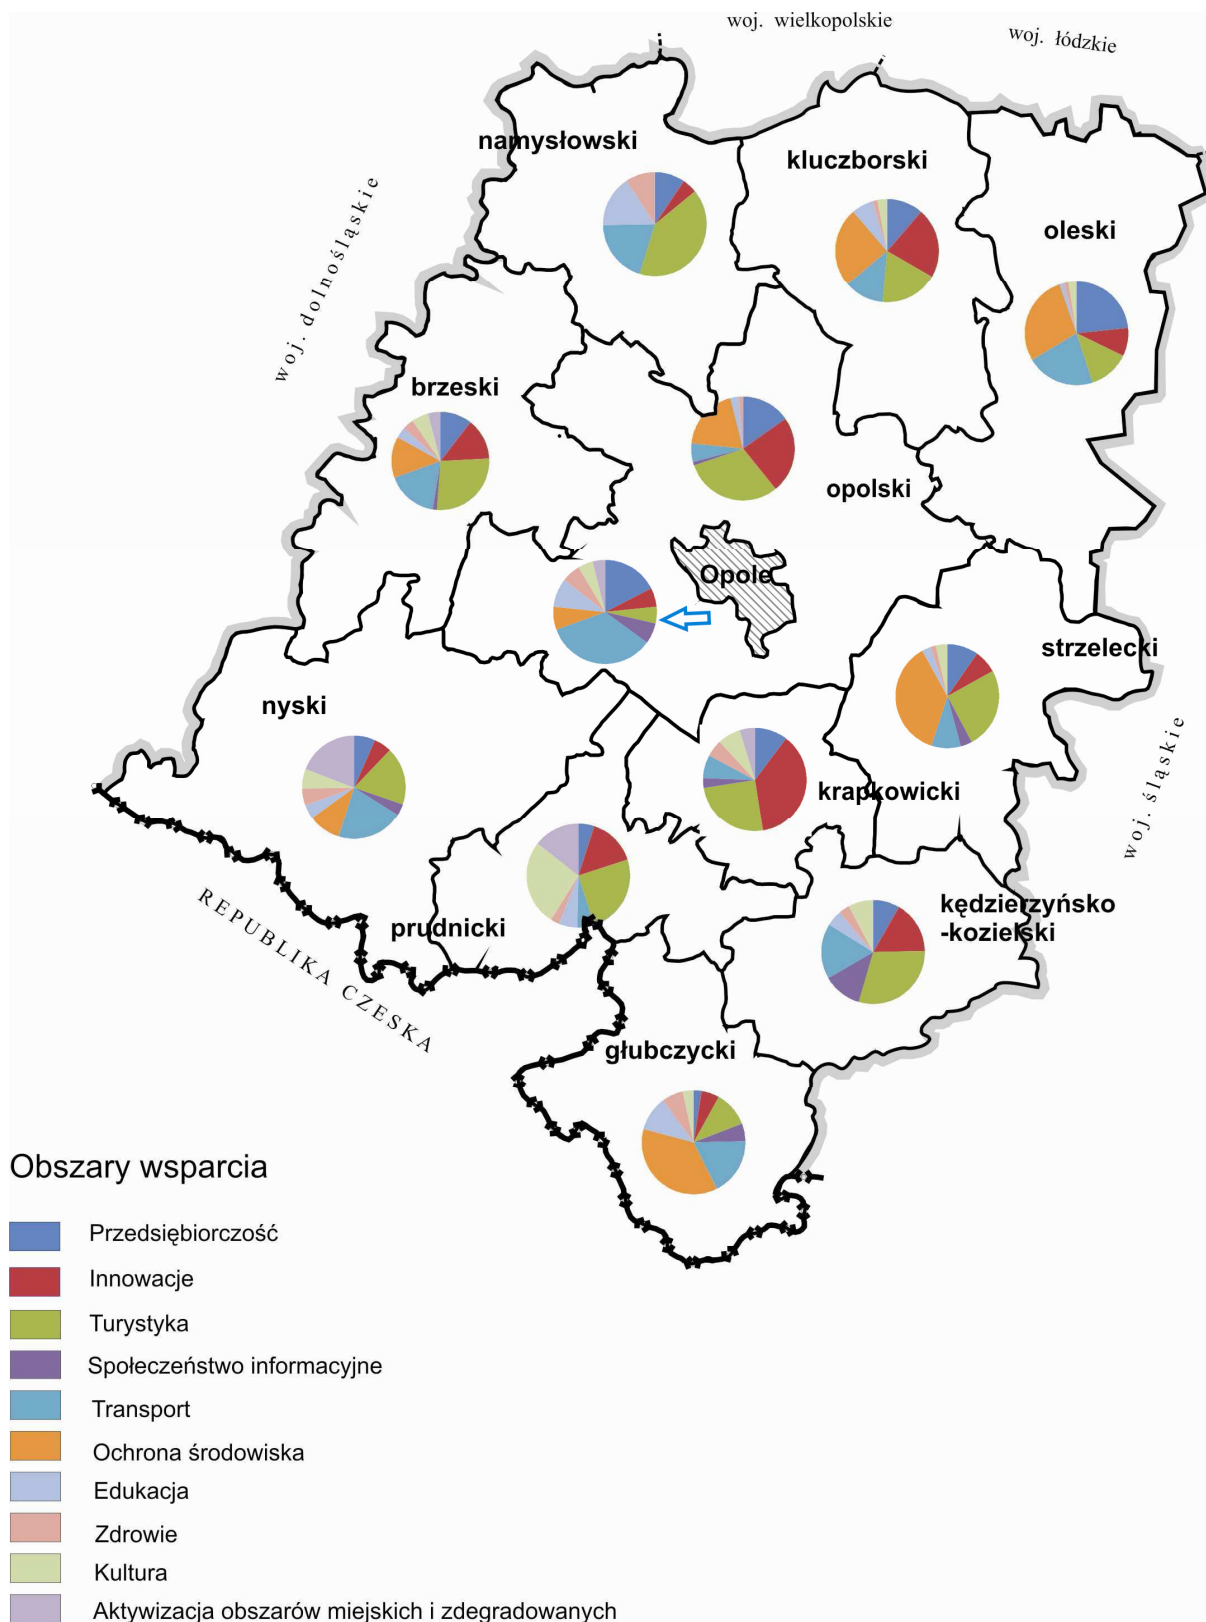 woj. wielkopolskie
woj. łódzkie
namysłowski
kluczborski
oleski
woj. dolnośląskie
brzeski
opolski
Opole
strzelecki
nyski
krapkowicki
woj. śląskie
prudnicki
kędzierzyńsko
-kozielski
REPUBLIKA CZESKA
głubczycki
Obszary wsparcia
Przedsiębiorczość
Innowacje
Turystyka
Społeczeństwo informacyjne
Transport
Ochrona środowiska
Edukacja
Zdrowie
Kultura
Aktywizacja obszarów miejskich i zdegradowanych